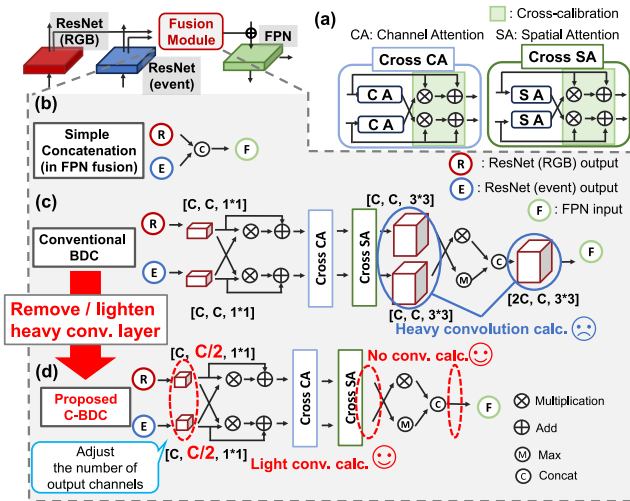 ResNet
(RGB)
Fusion
Module
FPN
ResNet
(event)
(a)
: Cross-calibration
CA: Channel Attention
SA: Spatial Attention
Cross CA
Cross SA
C A
C A
S A
S A
(b)
Simple
Concatenation
(in FPN fusion)
R
E
C
F
R : ResNet (RGB) output
E : ResNet (event) output
F : FPN input
(c)
Conventional
BDC
R
E
[C, C, 1*1]
[C, C, 1*1]
Cross CA
Cross SA
[C, C, 3*3]
[C, C, 3*3]
M
C
[2C, C, 3*3]
F
Heavy convolution calc.
Remove / lighten
heavy conv. layer
(d)
Proposed
C-BDC
R
E
[C, C/2, 1*1]
[C, C/2, 1*1]
Cross CA
Cross SA
No conv. calc.
M
C
F
Light conv. calc.
Adjust
the number of
output channels
Multiplication
Add
M Max
C Concat